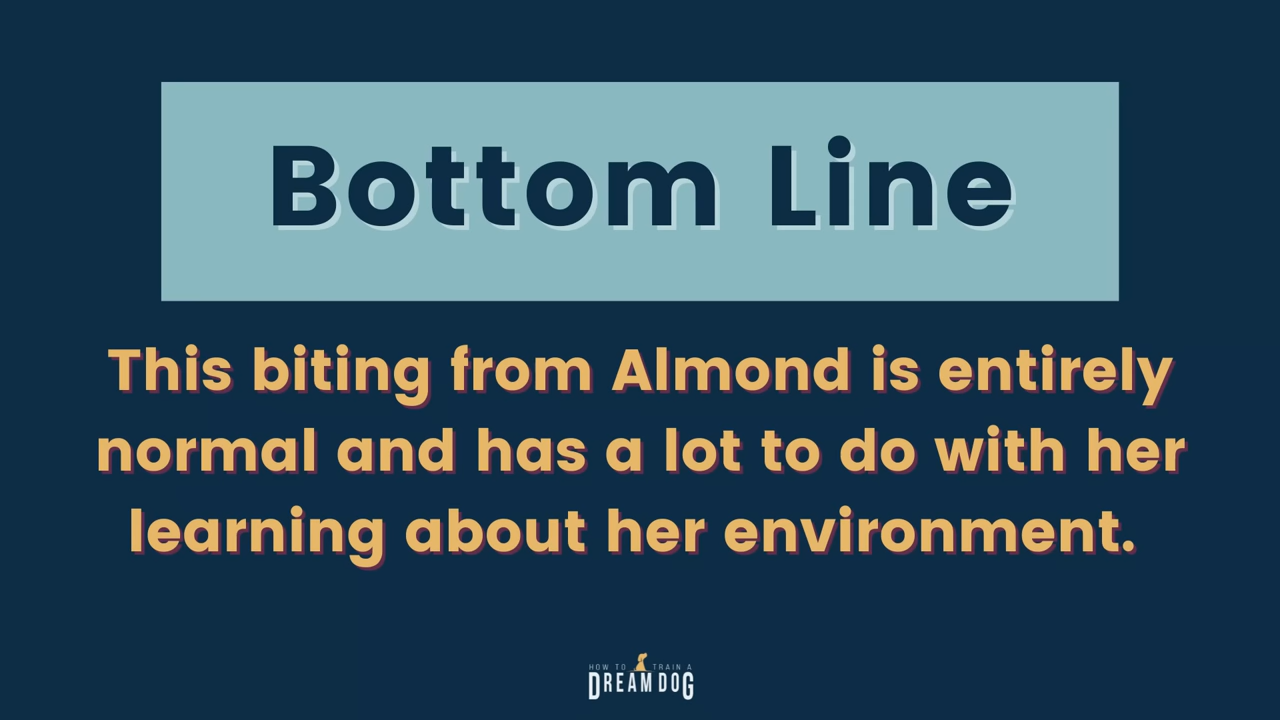 Bottom Line
This biting from Almond is entirely
normal and has a lot to do with her
learning about her environment.
HOW TO TRAIN A
DREAM DOG